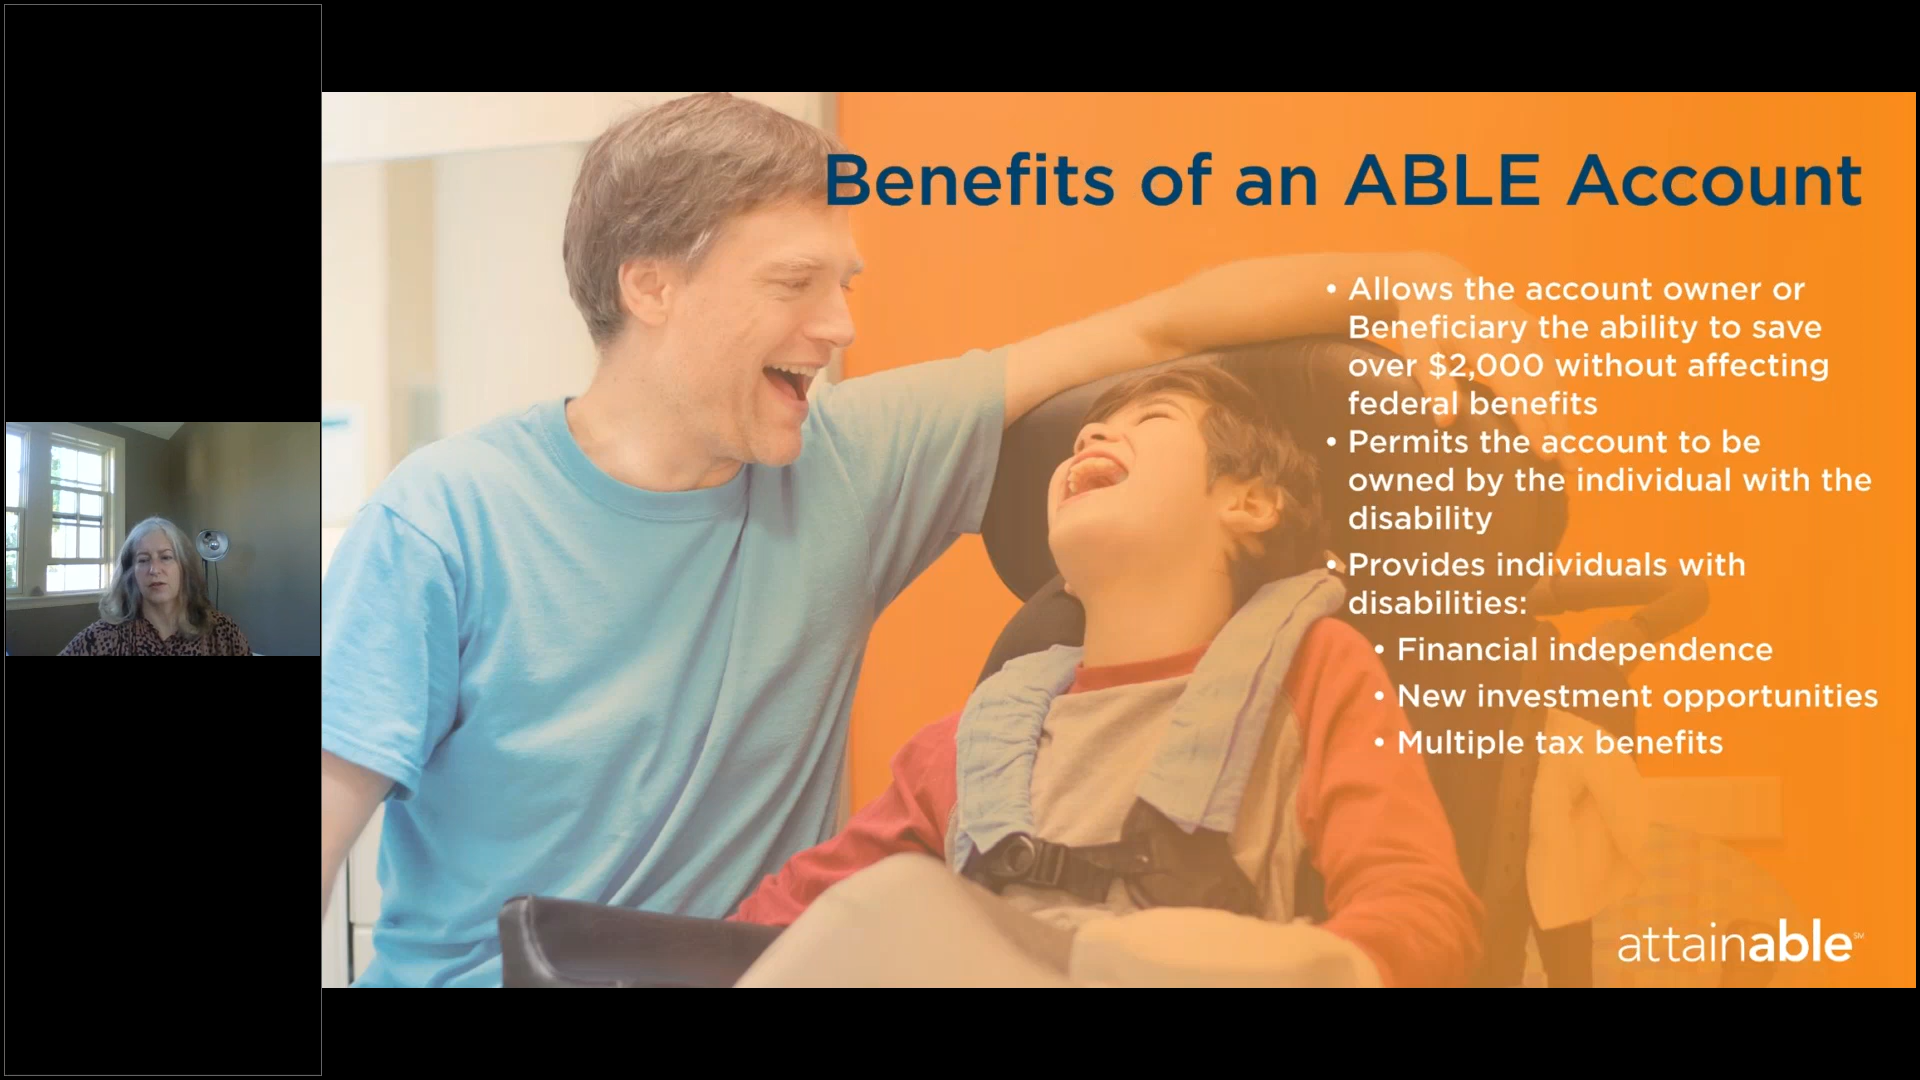 Benefits of an ABLE Account
• Allows the account owner or
Beneficiary the ability to save
over $2,000 without affecting
federal benefits
• Permits the account to be
owned by the individual with the
disability
• Provides individuals with
disabilities:
• Financial independence
• New investment opportunities
• Multiple tax benefits
attainable℠